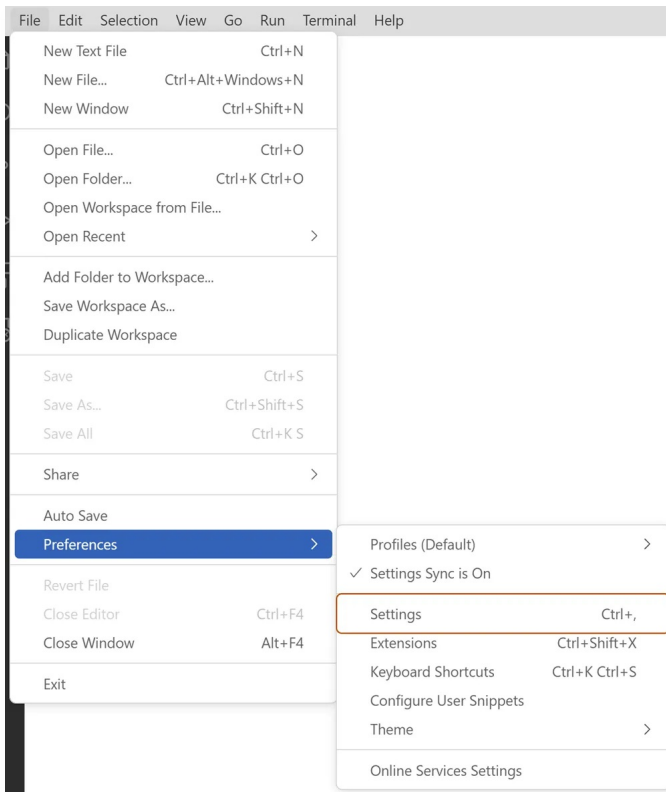 File Edit Selection View Go Run Terminal Help
New Text File Ctrl+N
New File... Ctrl+Alt+Windows+N
New Window Ctrl+Shift+N
Open File... Ctrl+O
Open Folder... Ctrl+K Ctrl+O
Open Workspace from File...
Open Recent
Add Folder to Workspace...
Save Workspace As...
Duplicate Workspace
Save Ctrl+S
Save As... Ctrl+Shift+S
Save All Ctrl+K S
Share
Auto Save
Preferences
Revert File
Close Editor Ctrl+F4
Close Window Alt+F4
Exit
Profiles (Default)
Settings Sync is On
Settings Ctrl+,
Extensions Ctrl+Shift+X
Keyboard Shortcuts Ctrl+K Ctrl+S
Configure User Snippets
Theme
Online Services Settings